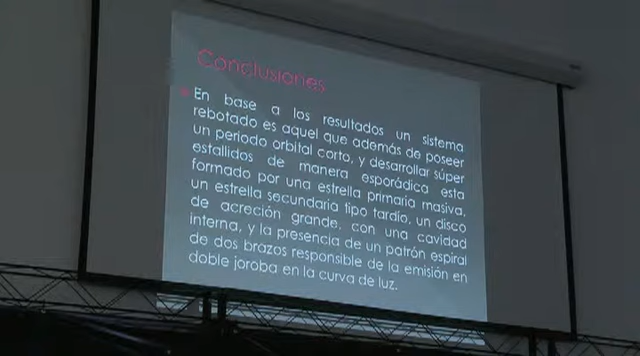 Conclusiones
En base a los resultados un sistema
rebotado es aquel que además de poseer
un periodo orbital corto, y desarrollar súper
estallidos de manera esporádica esta
formado por una estrella primaria masiva,
un estrella secundaria tipo tardío, un disco
de acreción grande, con una cavidad
interna, y la presencia de un patrón espiral
de dos brazos responsible de la emisión en
doble joroba en la curva de luz.